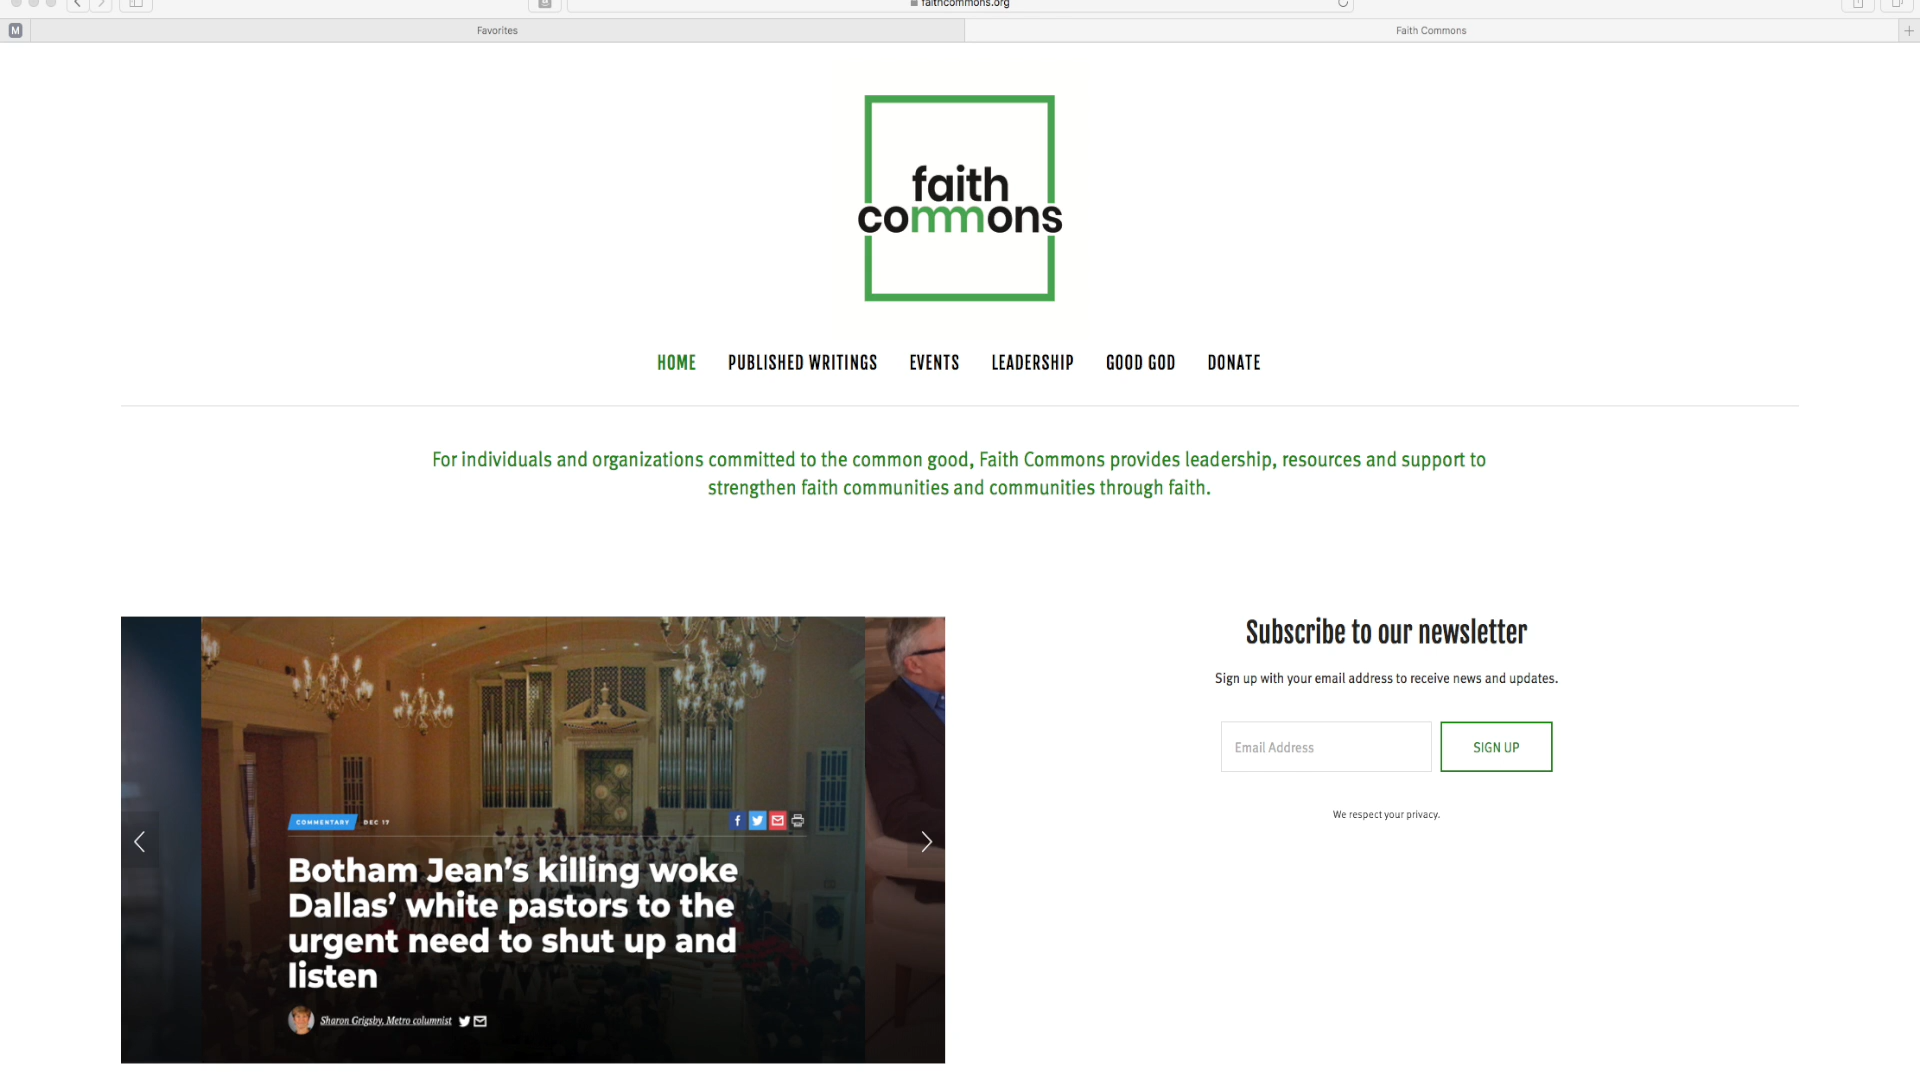 faithcommons.org
M
Favorites
Faith Commons
faith
commons
HOME PUBLISHED WRITINGS EVENTS LEADERSHIP GOOD GOD DONATE
For individuals and organizations committed to the common good, Faith Commons provides leadership, resources and support to
strengthen faith communities and communities through faith.
COMMENTARY DEC 17
Botham Jean’s killing woke
Dallas’ white pastors to the
urgent need to shut up and
listen
Sharon Grigsby, Metro columnist
Subscribe to our newsletter
Sign up with your email address to receive news and updates.
Email Address
SIGN UP
We respect your privacy.